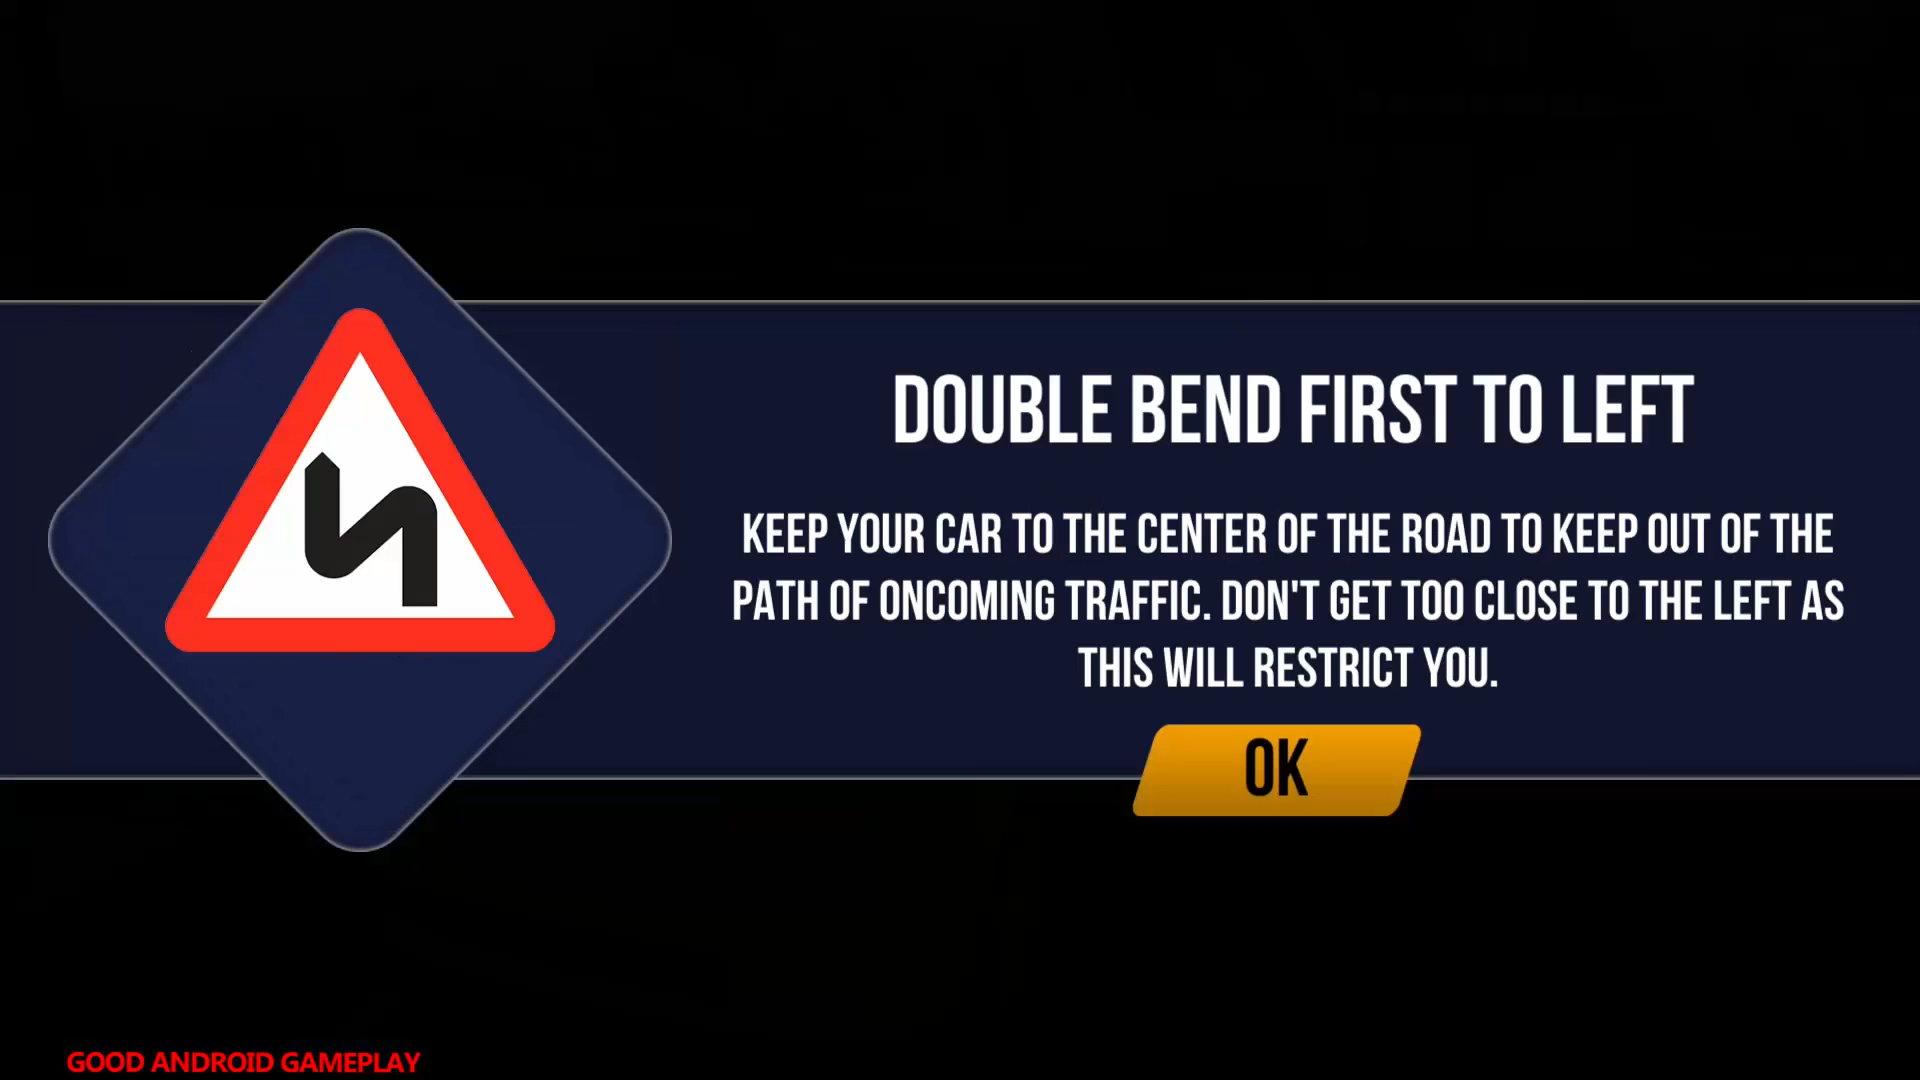 DOUBLE BEND FIRST TO LEFT
KEEP YOUR CAR TO THE CENTER OF THE ROAD TO KEEP OUT OF THE
PATH OF ONCOMING TRAFFIC. DON'T GET TOO CLOSE TO THE LEFT AS
THIS WILL RESTRICT YOU.
OK
GOOD ANDROID GAMEPLAY